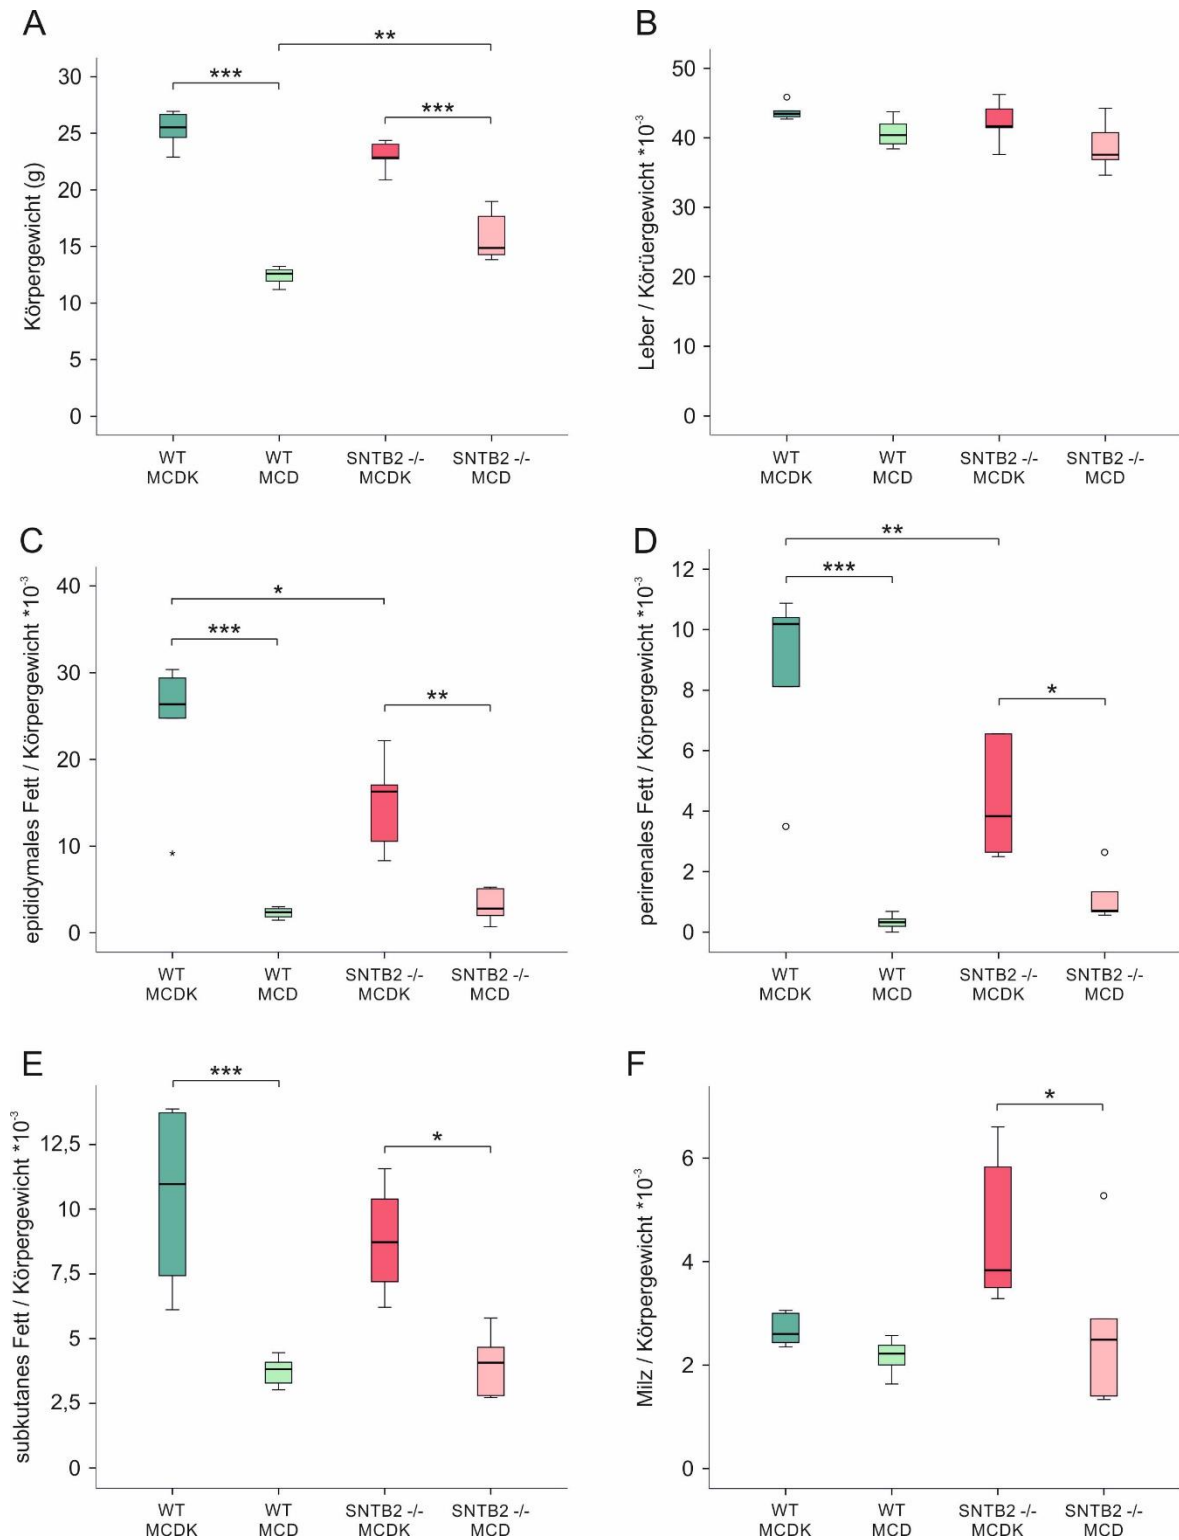 A
Körpergewicht (g)
30
25
20
15
10
5
0
**
***
***
WT
MCDK
WT
MCD
SNTB2 -/-
MCDK
SNTB2 -/-
MCD
B
Leber / Körüergewicht *10⁻³
50
40
30
20
10
0
WT
MCDK
WT
MCD
SNTB2 -/-
MCDK
SNTB2 -/-
MCD
C
epididymales Fett / Körpergewicht *10⁻³
40
30
20
10
0
*
***
**
*
WT
MCDK
WT
MCD
SNTB2 -/-
MCDK
SNTB2 -/-
MCD
D
perirenales Fett / Körpergewicht *10⁻³
12
10
8
6
4
2
0
**
***
*
WT
MCDK
WT
MCD
SNTB2 -/-
MCDK
SNTB2 -/-
MCD
E
subkutanes Fett / Körpergewicht *10⁻³
12,5
10
7,5
5
2,5
0
***
*
WT
MCDK
WT
MCD
SNTB2 -/-
MCDK
SNTB2 -/-
MCD
F
Milz / Körpergewicht *10⁻³
6
4
2
0
*
WT
MCDK
WT
MCD
SNTB2 -/-
MCDK
SNTB2 -/-
MCD